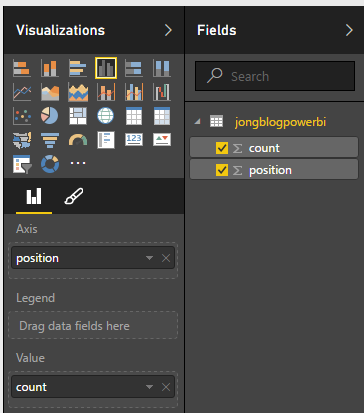 Visualizations
Fields
Search
jongblogpowerbi
count
position
123
Axis
position
Legend
Drag data fields here
Value
count